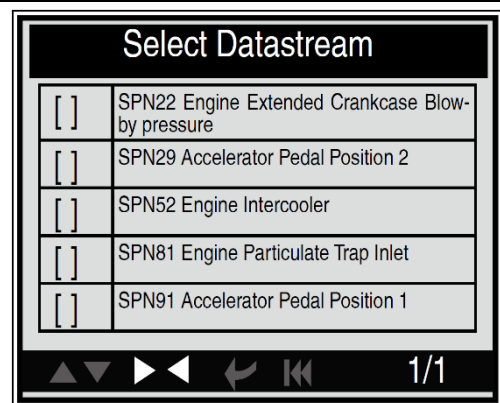 Select Datastream
[ ] SPN22 Engine Extended Crankcase Blow-
by pressure
[ ] SPN29 Accelerator Pedal Position 2
[ ] SPN52 Engine Intercooler
[ ] SPN81 Engine Particulate Trap Inlet
[ ] SPN91 Accelerator Pedal Position 1
1/1